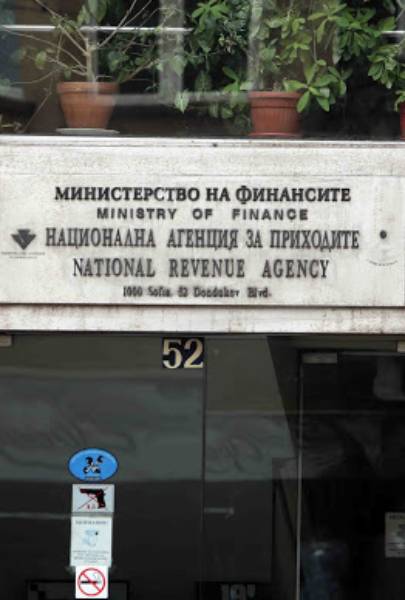 МИНИСТЕРСТВО НА ФИНАНСИТЕ
MINISTRY OF FINANCE
НАЦИОНАЛНА АГЕНЦИЯ ЗА ПРИХОДИТЕ
NATIONAL REVENUE AGENCY
1000 Sofia, 52 Dondukov Blvd.
52